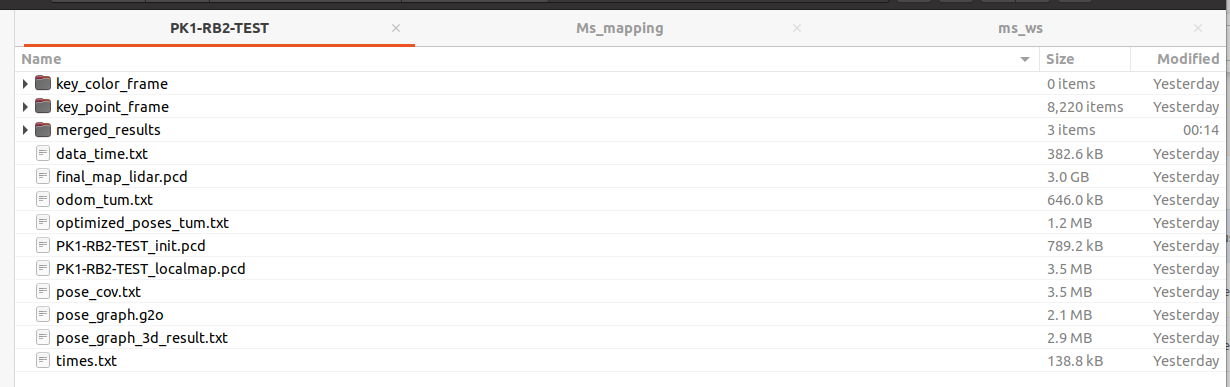 PK1-RB2-TEST × Ms_mapping × ms_ws ×
Name Size Modified
key_color_frame 0 items Yesterday
key_point_frame 8,220 items Yesterday
merged_results 3 items 00:14
data_time.txt 382.6 kB Yesterday
final_map_lidar.pcd 3.0 GB Yesterday
odom_tum.txt 646.0 kB Yesterday
optimized_poses_tum.txt 1.2 MB Yesterday
PK1-RB2-TEST_init.pcd 789.2 kB Yesterday
PK1-RB2-TEST_localmap.pcd 3.5 MB Yesterday
pose_cov.txt 3.5 MB Yesterday
pose_graph.g2o 2.1 MB Yesterday
pose_graph_3d_result.txt 2.9 MB Yesterday
times.txt 138.8 kB Yesterday